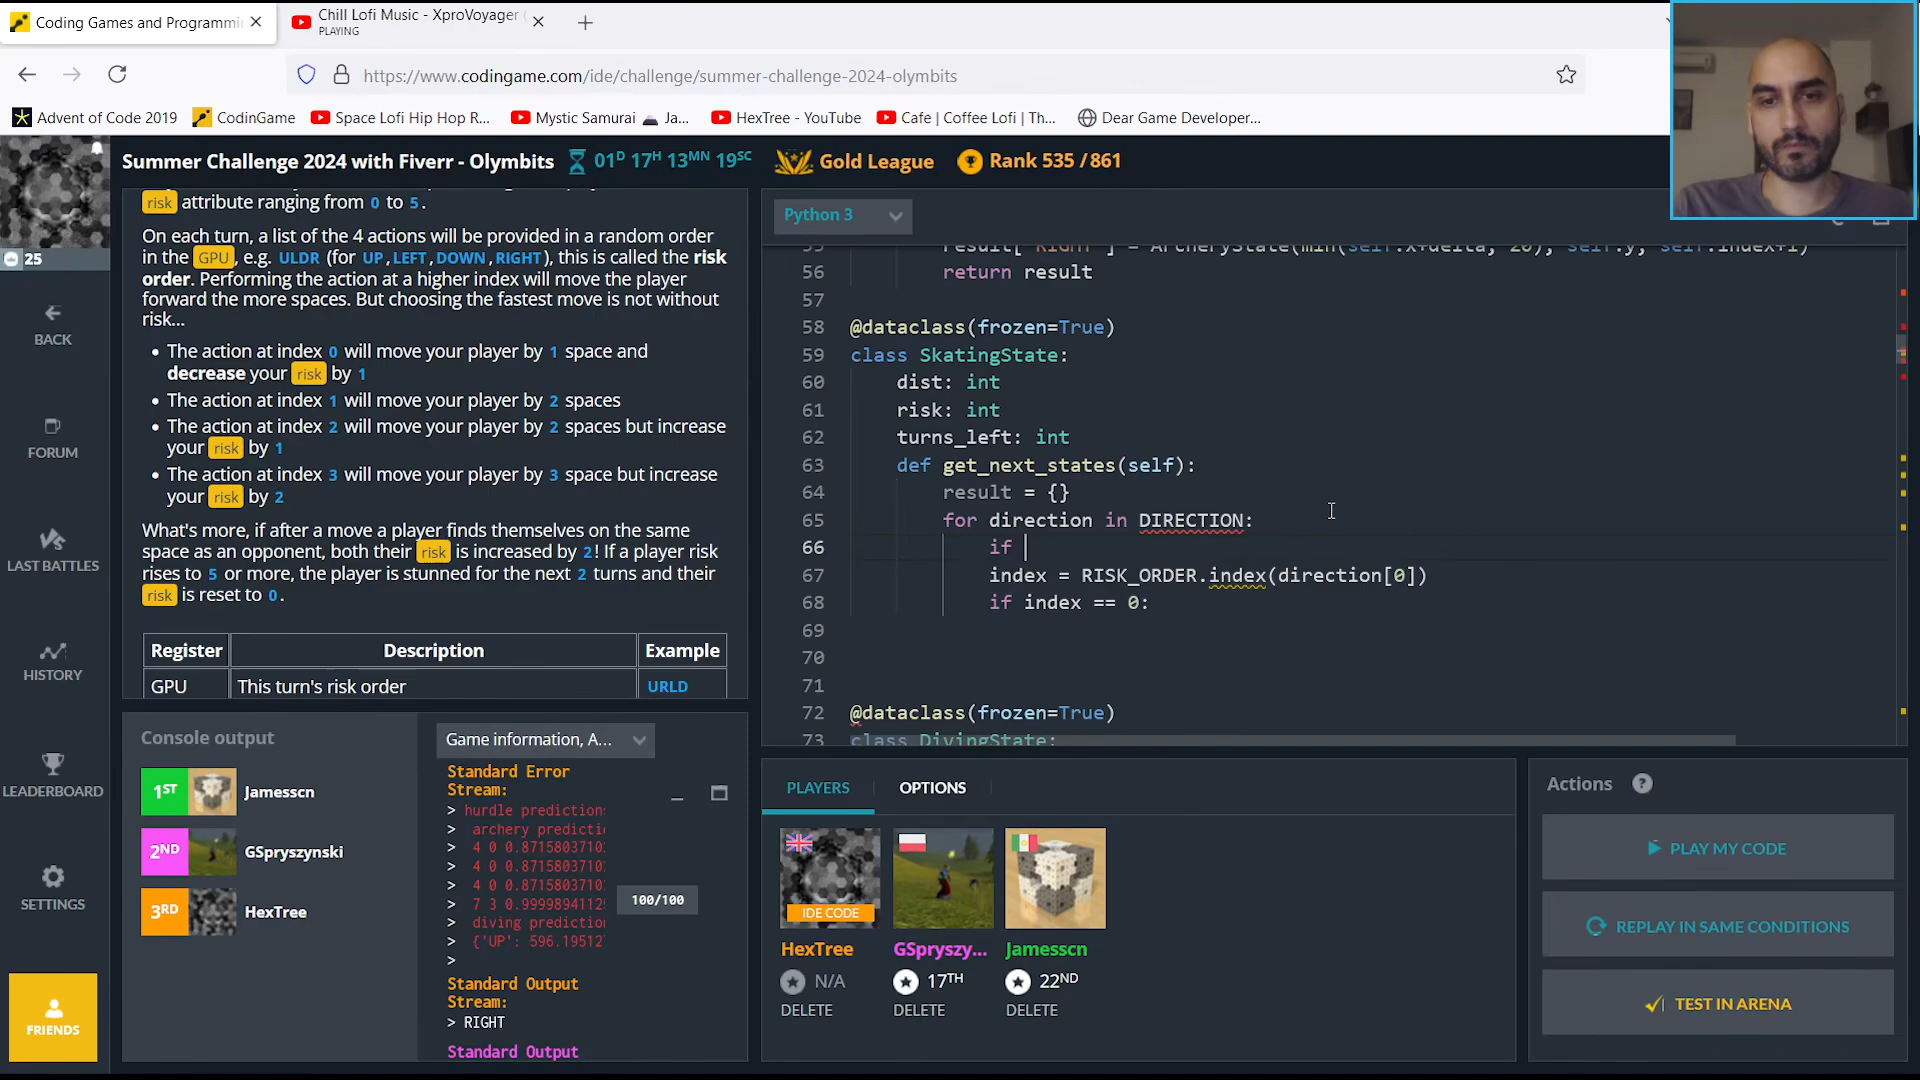 Coding Games and Programmi
Chill Lofi Music - XproVoyager
PLAYING
https://www.codingame.com/ide/challenge/summer-challenge-2024-olymbits
Advent of Code 2019
CodinGame
Space Lofi Hip Hop R...
Mystic Samurai
Ja...
HexTree - YouTube
Cafe | Coffee Lofi | Th...
Dear Game Developer...
Summer Challenge 2024 with Fiverr - Olymbits
01D 17H 13MN 19SC
Gold League
Rank 535 / 861
25
BACK
FORUM
LAST BATTLES
HISTORY
LEADERBOARD
SETTINGS
FRIENDS
risk attribute ranging from 0 to 5.
On each turn, a list of the 4 actions will be provided in a random order
in the GPU, e.g. ULDR (for UP, LEFT, DOWN, RIGHT), this is called the risk
order. Performing the action at a higher index will move the player
forward the more spaces. But choosing the fastest move is not without
risk...
• The action at index 0 will move your player by 1 space and
decrease your risk by 1
• The action at index 1 will move your player by 2 spaces
• The action at index 2 will move your player by 2 spaces but increase
your risk by 1
• The action at index 3 will move your player by 3 space but increase
your risk by 2
What's more, if after a move a player finds themselves on the same
space as an opponent, both their risk is increased by 2! If a player risk
rises to 5 or more, the player is stunned for the next 2 turns and their
risk is reset to 0.
Register Description Example
GPU This turn's risk order URLD
Python 3
55 result["RIGHT"] = ArcheryState(min(self.x+delta, 20), self.y, self.index+1)
56 return result
57
58 @dataclass(frozen=True)
59 class SkatingState:
60 dist: int
61 risk: int
62 turns_left: int
63 def get_next_states(self):
64 result = {}
65 for direction in DIRECTION:
66 if
67 index = RISK_ORDER.index(direction[0])
68 if index == 0:
69
70
71
72 @dataclass(frozen=True)
73 class DivingState:
Console output
1ST Jamesscn
2ND GSpryszynski
3RD HexTree
Game information, A...
Standard Error
Stream:
> hurdle prediction
> archery predicti
> 4 0 0.8715803710
> 4 0 0.8715803710
> 4 0 0.8715803710
> 7 3 0.9999894112
> diving prediction
> {'UP': 596.19512
>
Standard Output
Stream:
> RIGHT
Standard Output
100/100
PLAYERS
OPTIONS
IDE CODE
HexTree
N/A
DELETE
GSpryszy...
17TH
DELETE
Jamesscn
22ND
DELETE
Actions ?
PLAY MY CODE
REPLAY IN SAME CONDITIONS
TEST IN ARENA